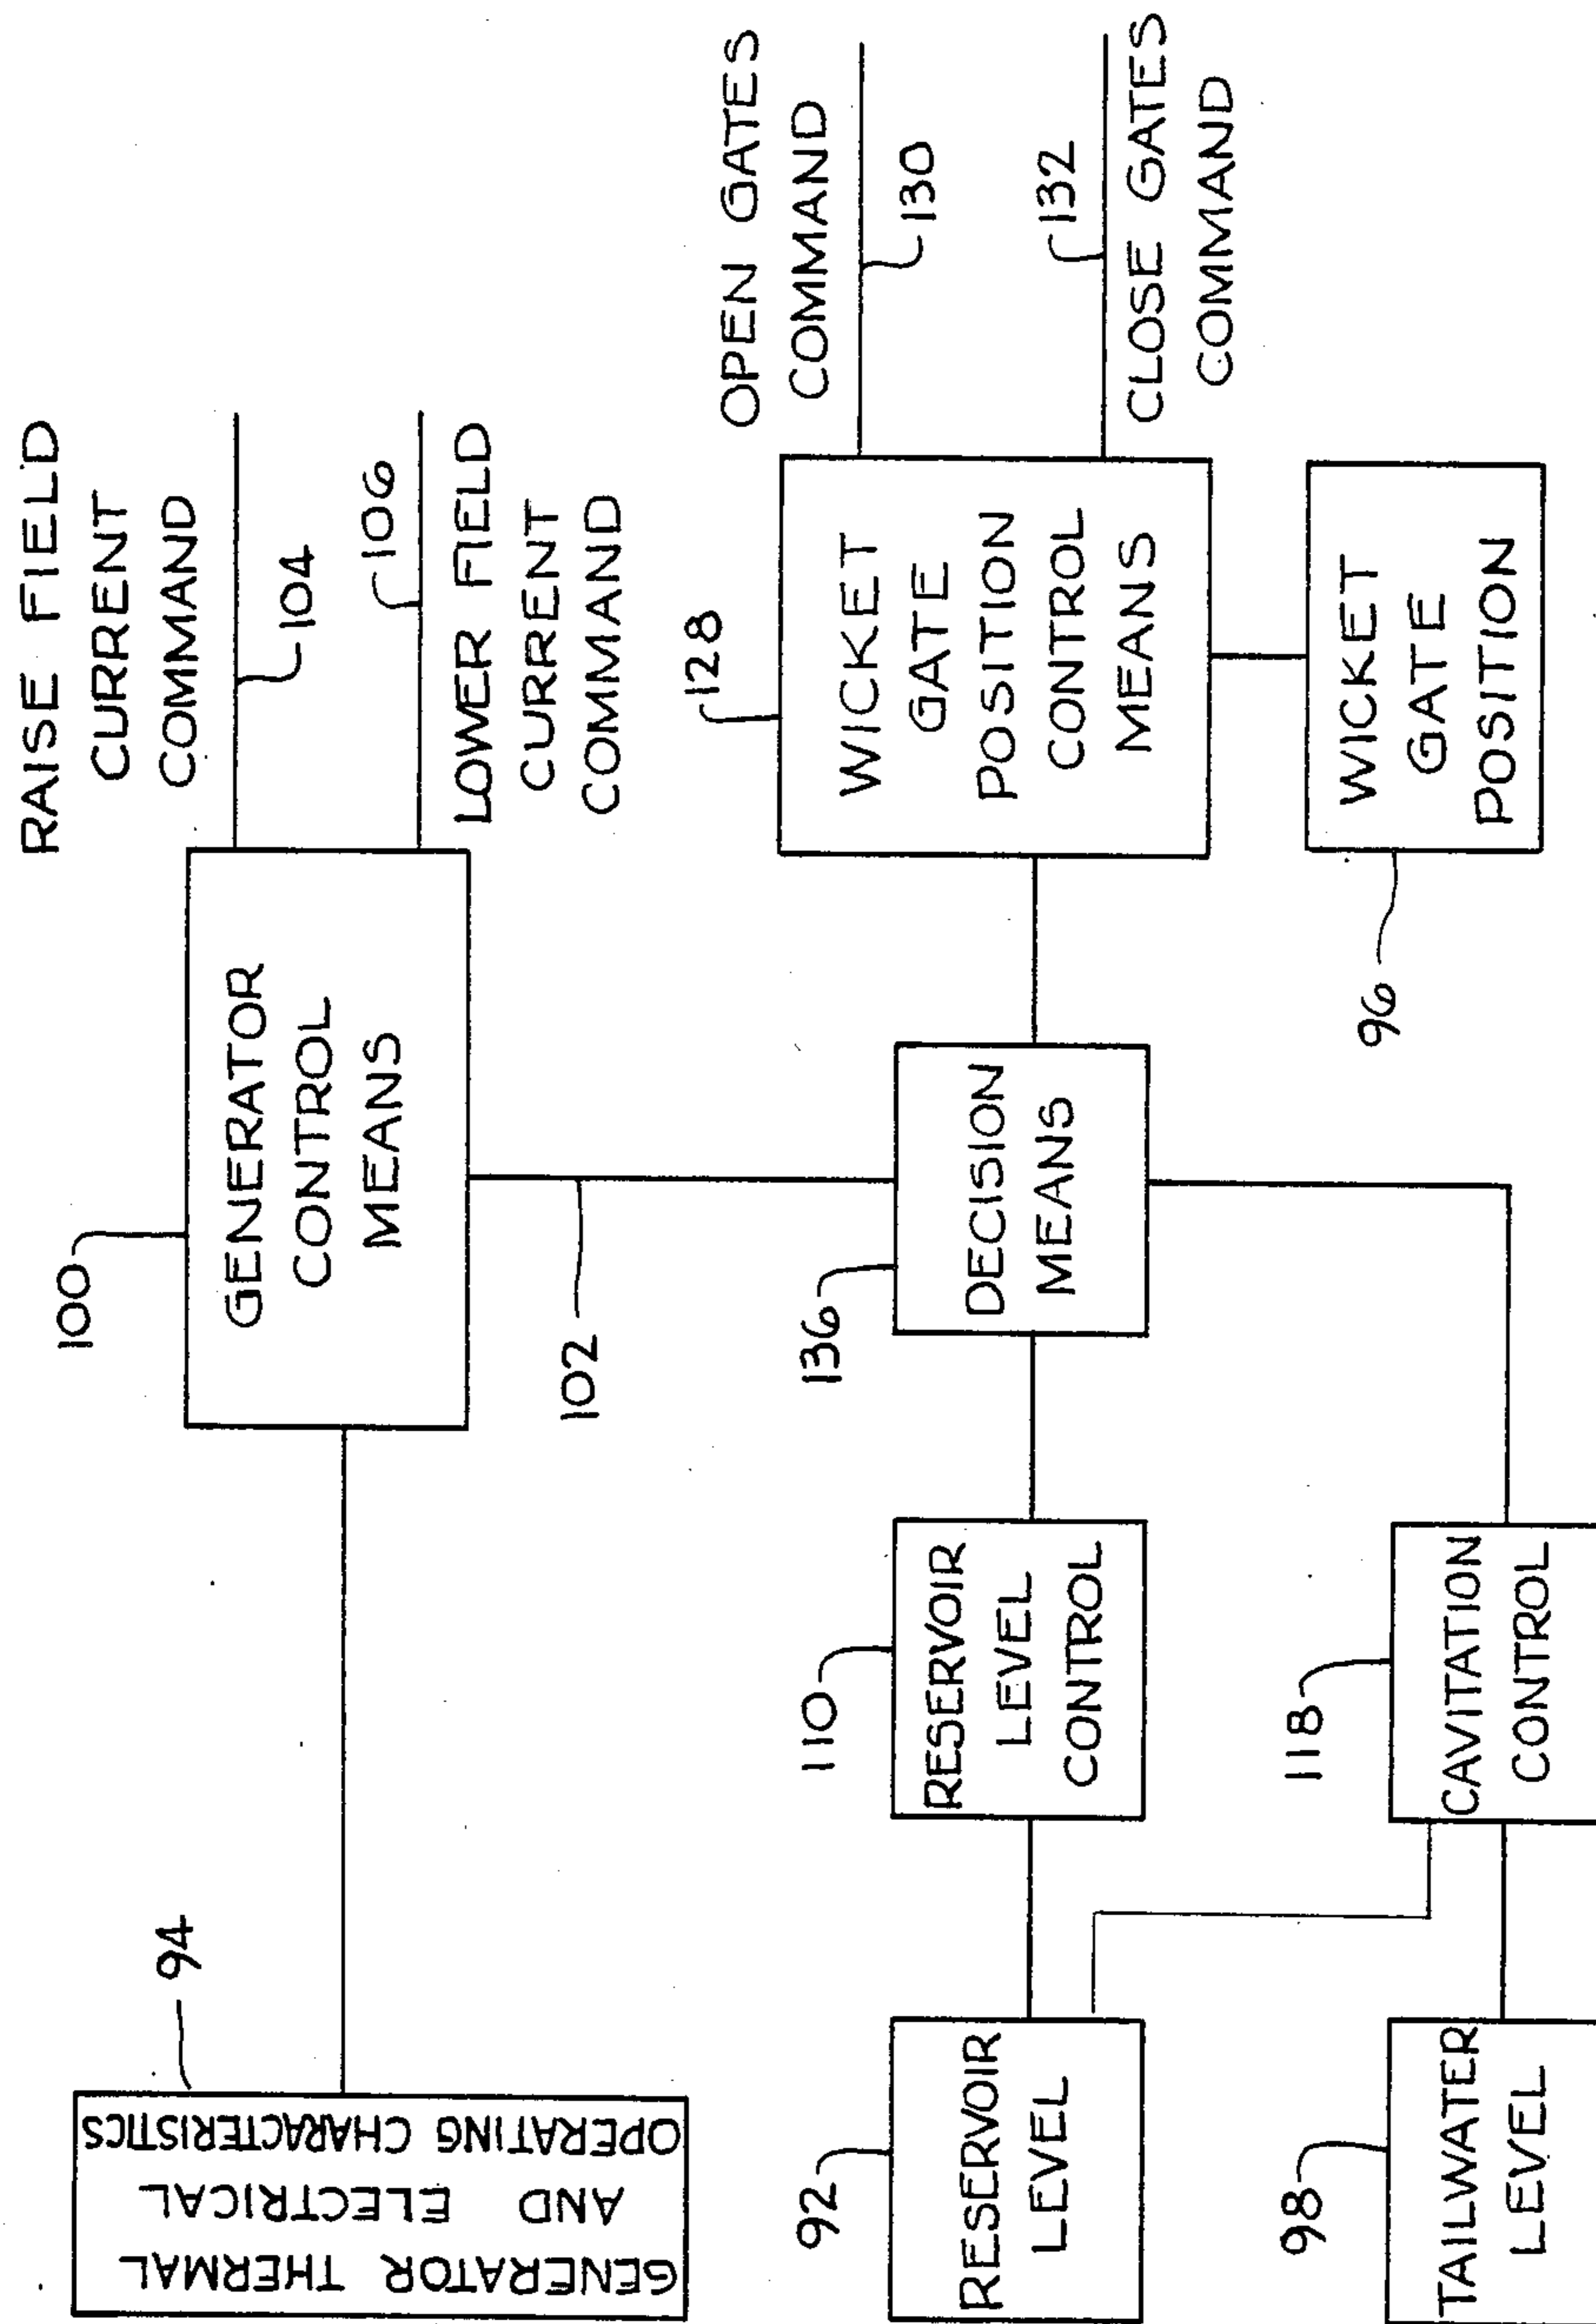 RAISE FIELD
CURRENT
COMMAND
104
106
LOWER FIELD
CURRENT
COMMAND
100
GENERATOR
CONTROL
MEANS
102
94
GENERATOR THERMAL
AND ELECTRICAL
OPERATING CHARACTERISTICS
OPEN GATES
COMMAND
130
132
CLOSE GATES
COMMAND
128
WICKET
GATE
POSITION
CONTROL
MEANS
WICKET
GATE
POSITION
96
136
DECISION
MEANS
110
RESERVOIR
LEVEL
CONTROL
118
CAVITATION
CONTROL
92
RESERVOIR
LEVEL
98
TAILWATER
LEVEL